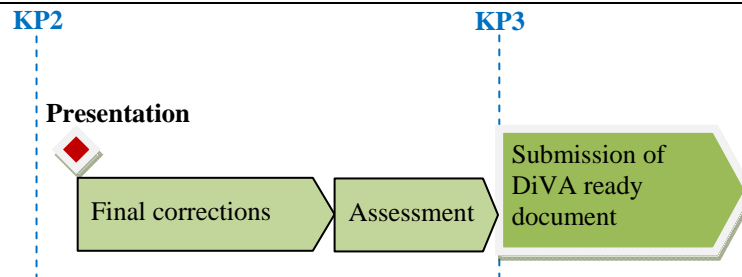 KP2
KP3
Presentation
Final corrections
Assessment
Submission of
DiVA ready
document